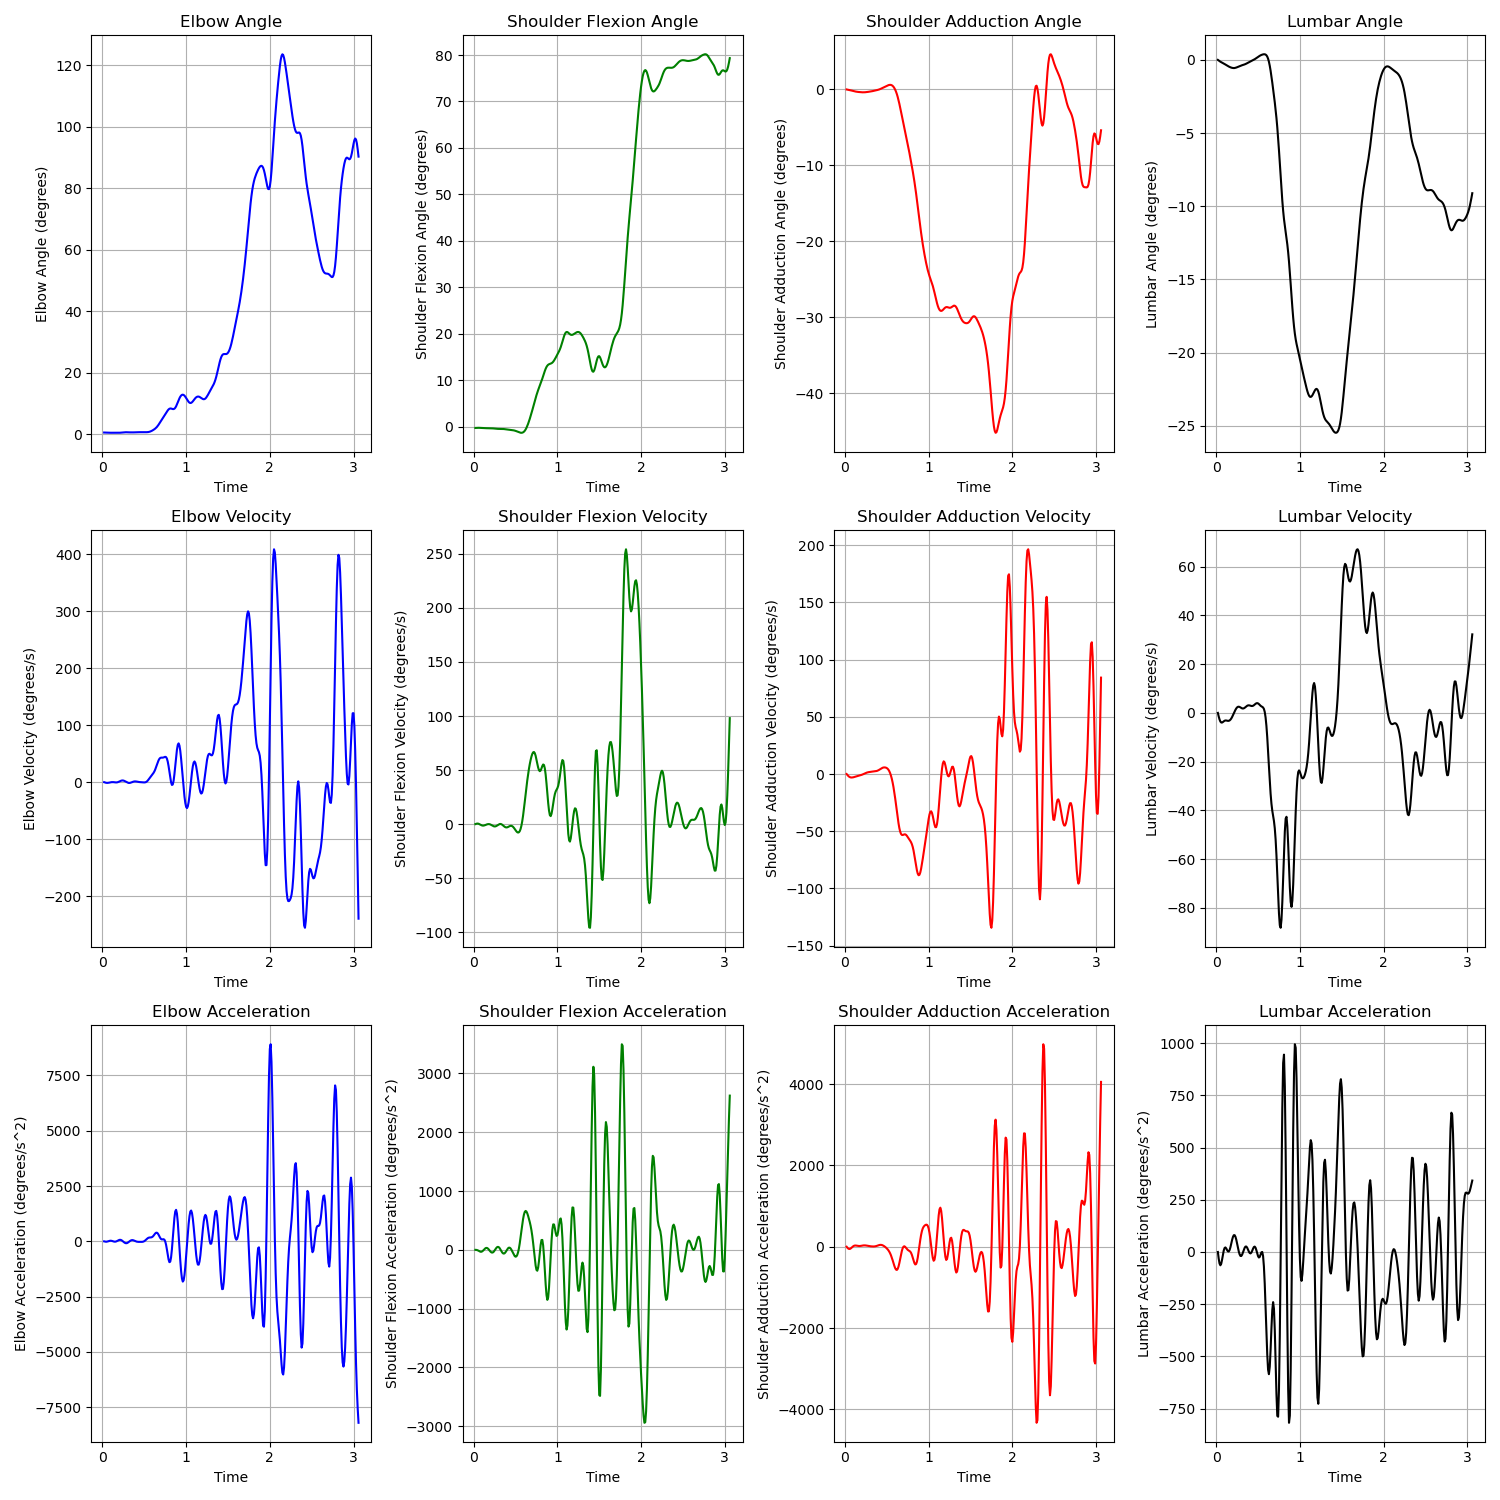 Elbow Angle
Elbow Angle (degrees)
120
100
80
60
40
20
0
0 1 2 3
Time
Shoulder Flexion Angle
Shoulder Flexion Angle (degrees)
80
70
60
50
40
30
20
10
0
0 1 2 3
Time
Shoulder Adduction Angle
Shoulder Adduction Angle (degrees)
0
−10
−20
−30
−40
0 1 2 3
Time
Lumbar Angle
Lumbar Angle (degrees)
0
−5
−10
−15
−20
−25
0 1 2 3
Time
Elbow Velocity
Elbow Velocity (degrees/s)
400
300
200
100
0
−100
−200
0 1 2 3
Time
Shoulder Flexion Velocity
Shoulder Flexion Velocity (degrees/s)
250
200
150
100
50
0
−50
−100
0 1 2 3
Time
Shoulder Adduction Velocity
Shoulder Adduction Velocity (degrees/s)
200
150
100
50
0
−50
−100
−150
0 1 2 3
Time
Lumbar Velocity
Lumbar Velocity (degrees/s)
60
40
20
0
−20
−40
−60
−80
0 1 2 3
Time
Elbow Acceleration
Elbow Acceleration (degrees/s^2)
7500
5000
2500
0
−2500
−5000
−7500
0 1 2 3
Time
Shoulder Flexion Acceleration
Shoulder Flexion Acceleration (degrees/s^2)
3000
2000
1000
0
−1000
−2000
−3000
0 1 2 3
Time
Shoulder Adduction Acceleration
Shoulder Adduction Acceleration (degrees/s^2)
4000
2000
0
−2000
−4000
0 1 2 3
Time
Lumbar Acceleration
Lumbar Acceleration (degrees/s^2)
1000
750
500
250
0
−250
−500
−750
0 1 2 3
Time